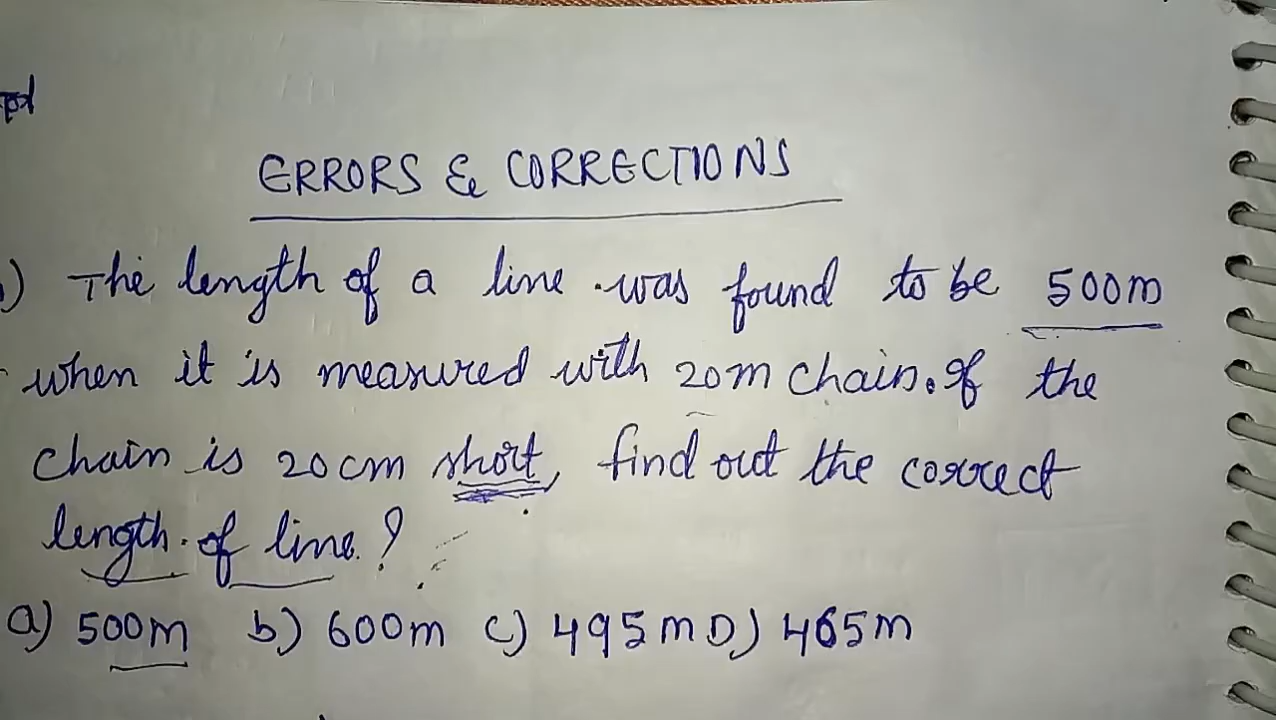 ERRORS & CORRECTIONS
) The length of a line was found to be 500m
when it is measured with 20m chain. If the
chain is 20cm short, find out the correct
length of line?
a) 500m b) 600m c) 495m D) 465m